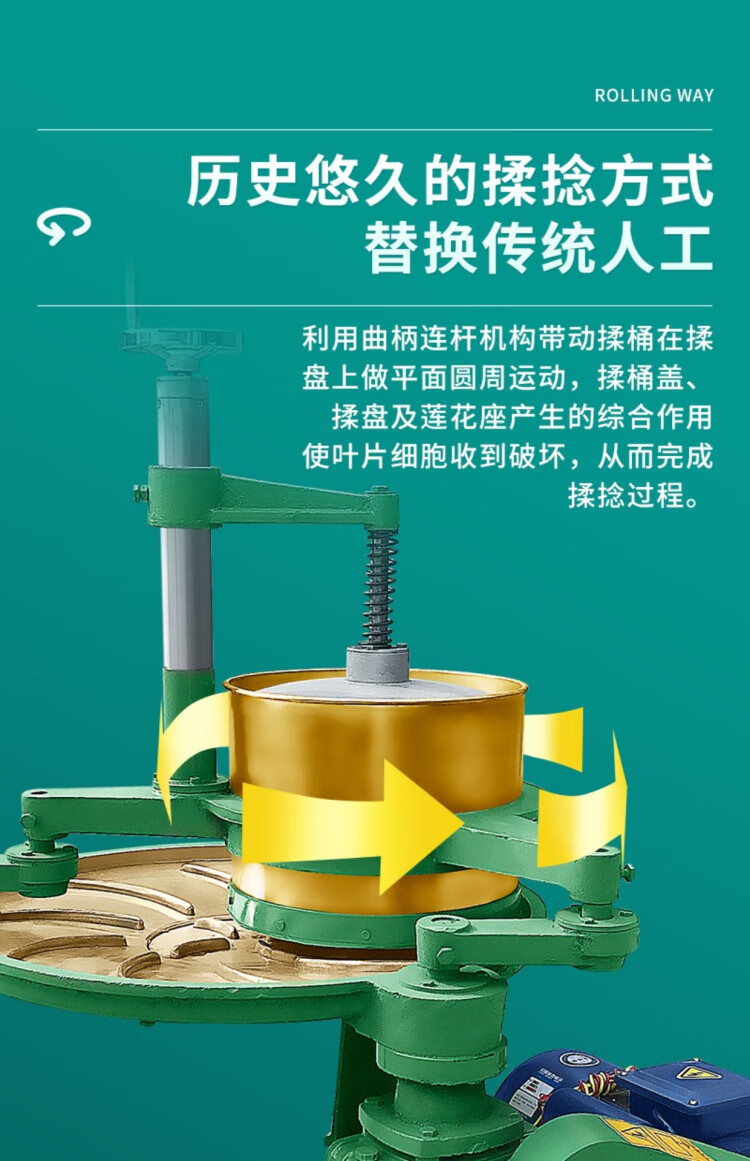 ROLLING WAY
历史悠久的揉捻方式
替换传统人工
利用曲柄连杆机构带动揉桶在揉
盘上做平面圆周运动，揉桶盖、
揉盘及莲花座产生的综合作用
使叶片细胞收到破坏，从而完成
揉捻过程。